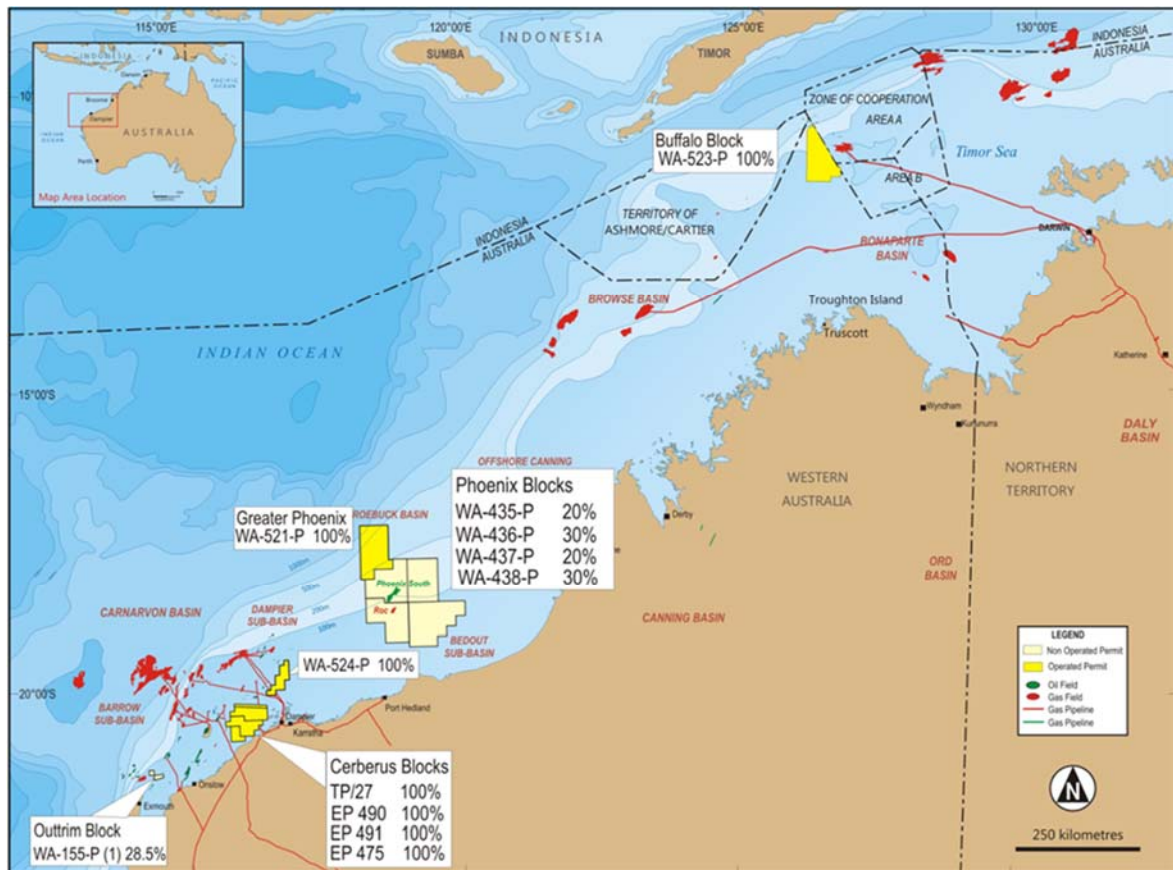 115°00'E
120°00'E
125°00'E
130°00'E
10°
15°00'S
20°00'S
INDONESIA
Darwin
PACIFIC
OCEAN
Broome
Dampier
INDIAN
OCEAN
AUSTRALIA
Perth
Map Area Location
INDONESIA
SUMBA
TIMOR
INDONESIA
AUSTRALIA
ZONE OF COOPERATION
AREA A
Buffalo Block
WA-523-P 100%
Timor Sea
AREA B
TERRITORY OF
ASHMORE/CARTIER
INDONESIA
AUSTRALIA
DARWIN
BONAPARTE
BASIN
BROWSE BASIN
Troughton Island
Truscott
INDIAN OCEAN
Katherine
Wyndham
Kununurra
DALY
BASIN
OFFSHORE CANNING
Phoenix Blocks
WA-435-P 20%
WA-436-P 30%
WA-437-P 20%
WA-438-P 30%
WESTERN
AUSTRALIA
NORTHERN
TERRITORY
Derby
ROEBUCK BASIN
Greater Phoenix
WA-521-P 100%
1000m
500m
200m
100m
Phoenix South
Roc
ORD
BASIN
CARNARVON BASIN
DAMPIER
SUB-BASIN
CANNING BASIN
BEDOUT
SUB-BASIN
WA-524-P 100%
BARROW
SUB-BASIN
Port Hedland
Dampier
Karratha
Onslow
Exmouth
Cerberus Blocks
TP/27 100%
EP 490 100%
EP 491 100%
EP 475 100%
Outtrim Block
WA-155-P (1) 28.5%
LEGEND
Non Operated Permit
Operated Permit
Oil Field
Gas Field
Gas Pipeline
Gas Pipeline
N
250 kilometres